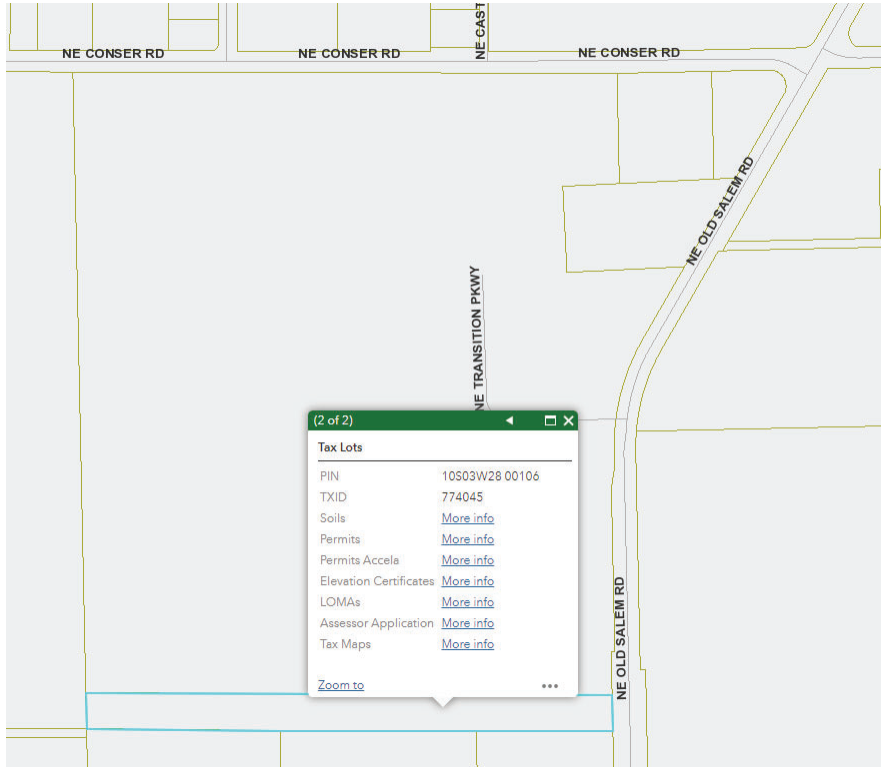 NE CONSER RD
NE CONSER RD
NE CAST
NE CONSER RD
NE OLD SALEM RD
NE TRANSITION PKWY
(2 of 2)
Tax Lots
PIN 10S03W28 00106
TXID 774045
Soils More info
Permits More info
Permits Accela More info
Elevation Certificates More info
LOMAs More info
Assessor Application More info
Tax Maps More info
Zoom to
NE OLD SALEM RD